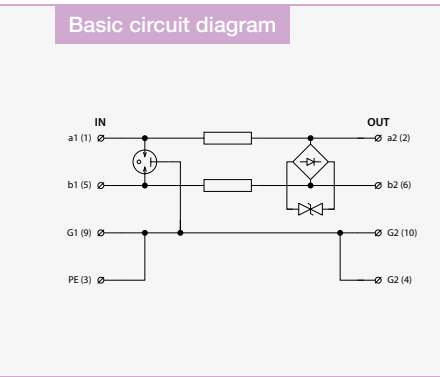 Basic circuit diagram
IN OUT
a1 (1) a2 (2)
b1 (5) b2 (6)
G1 (9) G2 (10)
PE (3) G2 (4)